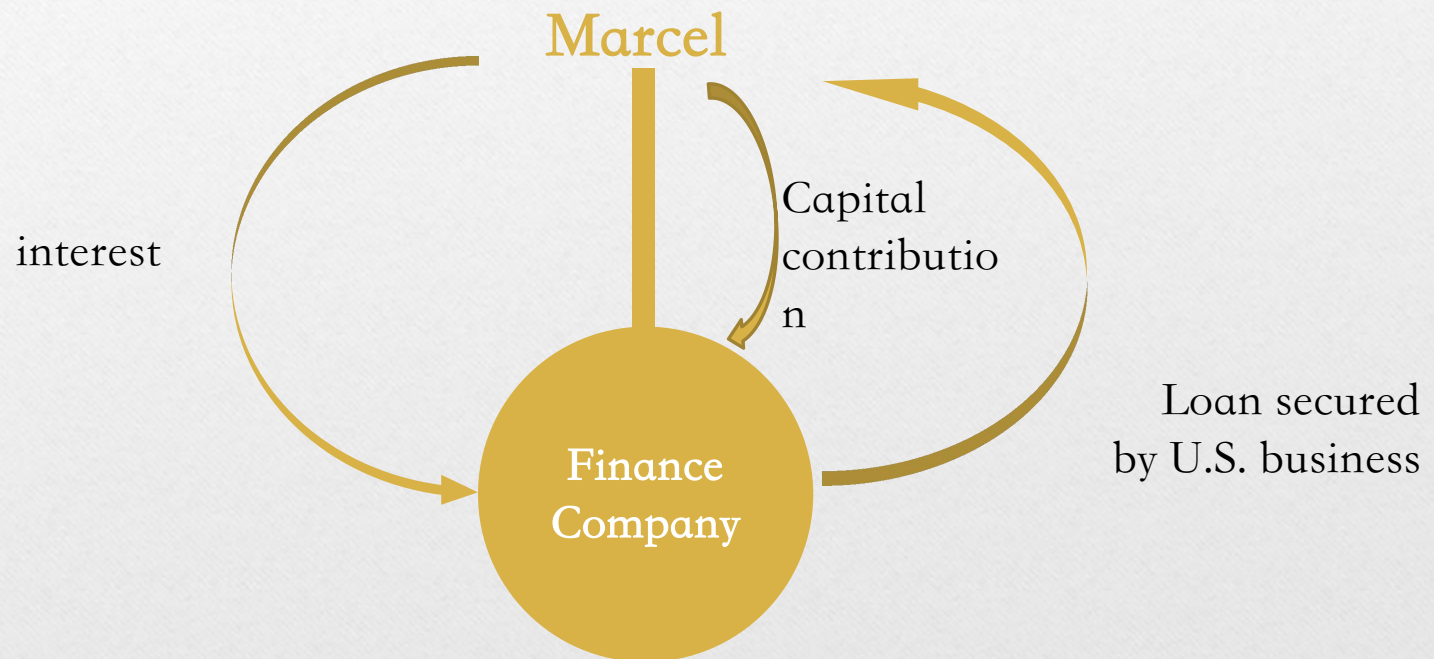 Marcel
interest
Capital
contributio
n
Loan secured
by U.S. business
Finance
Company